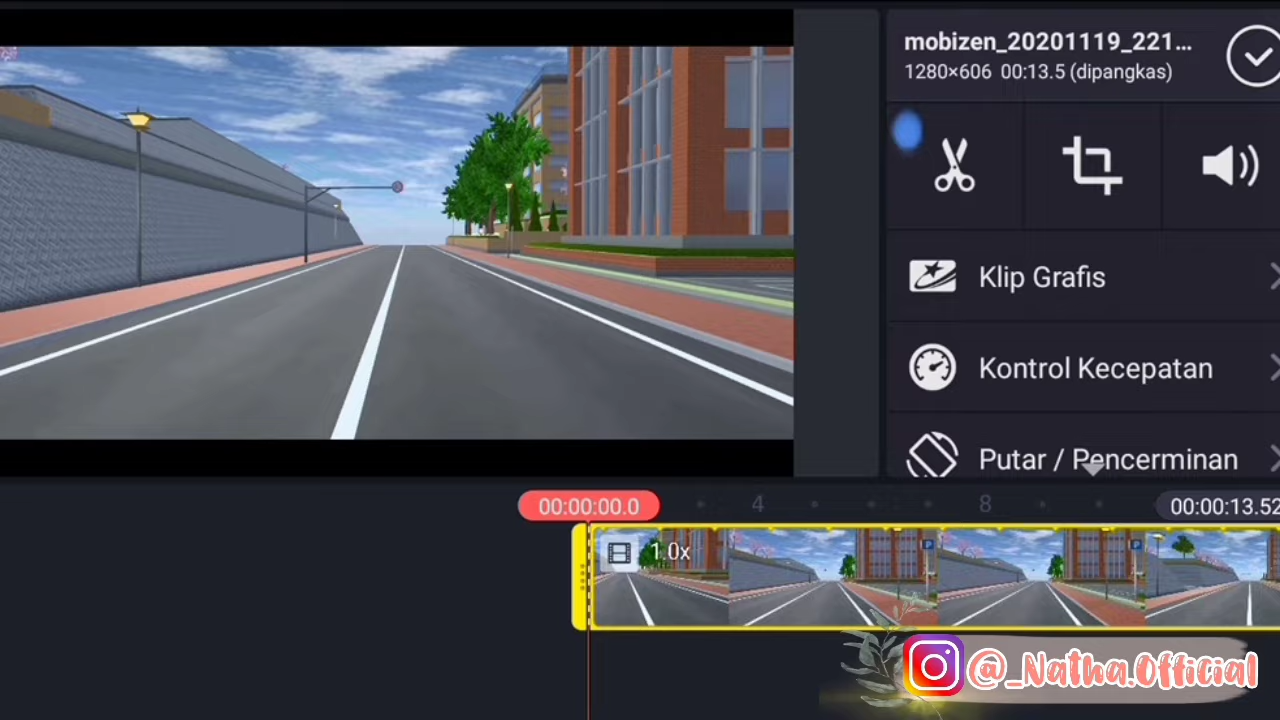 mobizen_20201119_221...
1280×606 00:13.5 (dipangkas)
Klip Grafis
Kontrol Kecepatan
Putar / Pencerminan
00:00:00.0
4
8
00:00:13.52
1.0x
P
P
@_Natha.Official